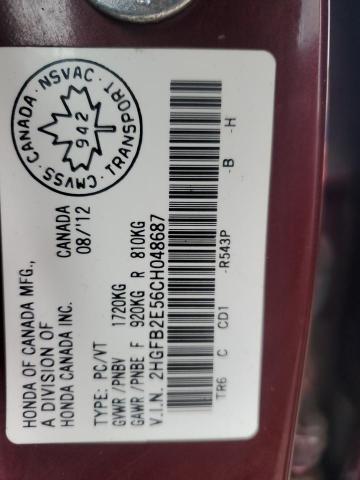 HONDA OF CANADA MFG.,
A DIVISION OF
HONDA CANADA INC.
CANADA
08/'12
TYPE: PC/VT
GVWR/PNBV 1720KG
GAWR/PNBE F 920KG R 810KG
V.I.N. 2HGFB2E56CH048687
TR6 C CD1 -R543P -B -H
CANADA · NSVAC · TRANSPORT · CMVSS ·
942